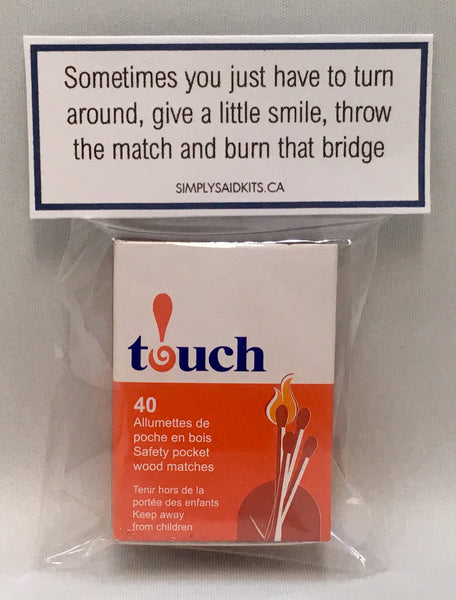 Sometimes you just have to turn
around, give a little smile, throw
the match and burn that bridge
SIMPLYSAIDKITS.CA
touch
40
Allumettes de
poche en bois
Safety pocket
wood matches
Tenir hors de la
portée des enfants
Keep away
from children